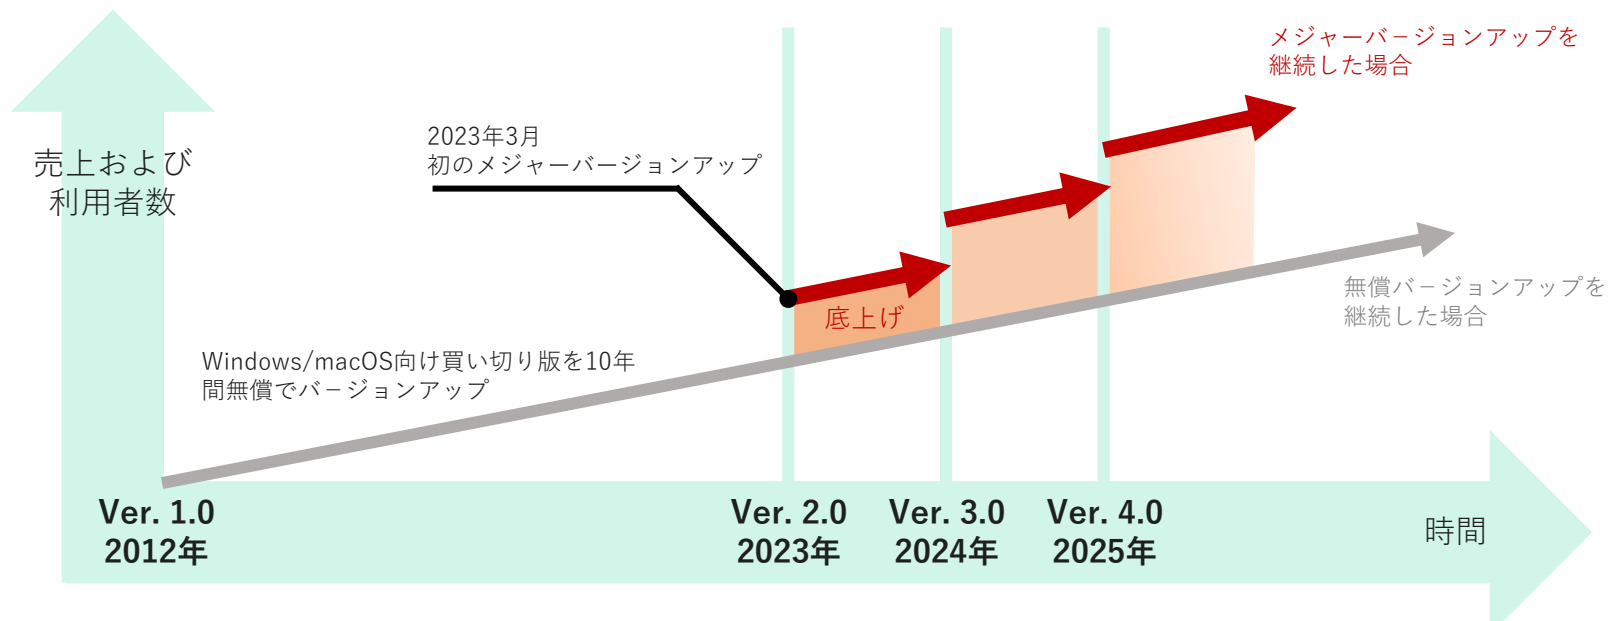 メジャーバ－ジョンアップを
継続した場合
2023年3月
初のメジャーバージョンアップ
売上および
利用者数
底上げ
無償バ－ジョンアップを
継続した場合
Windows/macOS向け買い切り版を10年
間無償でバ－ジョンアップ
Ver. 1.0
2012年
Ver. 2.0
2023年
Ver. 3.0
2024年
Ver. 4.0
2025年
時間